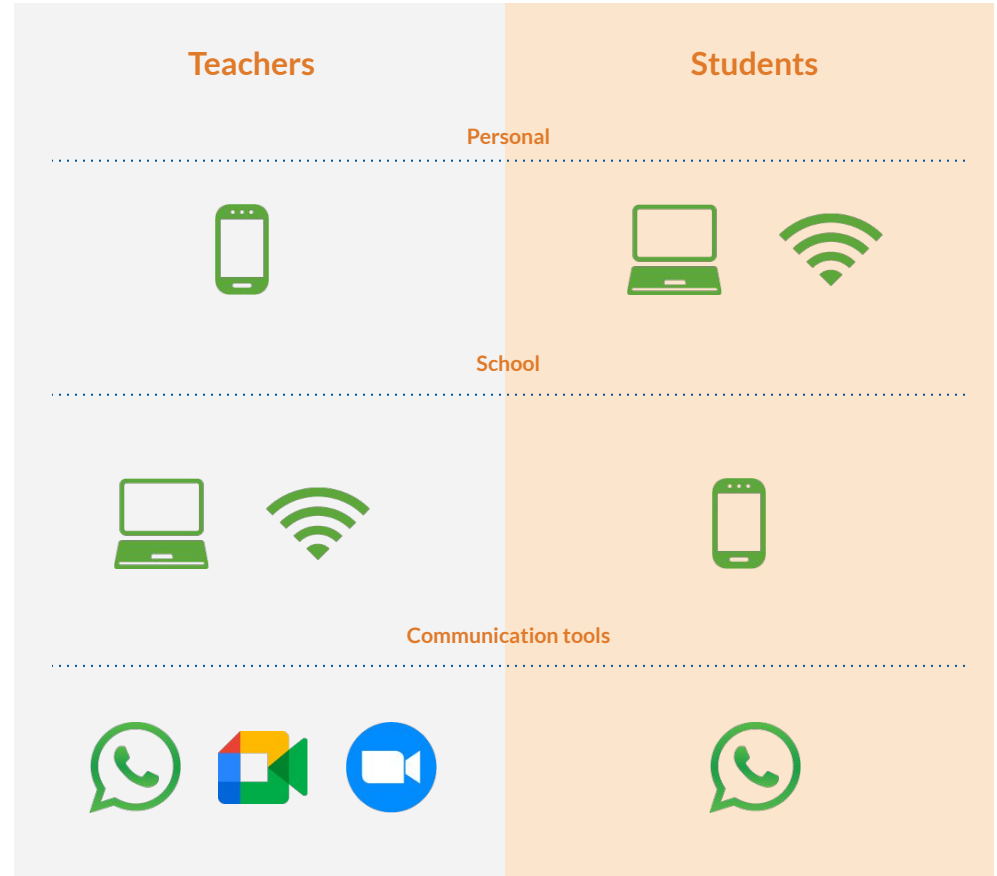 Teachers
Students
Personal
School
Communication tools